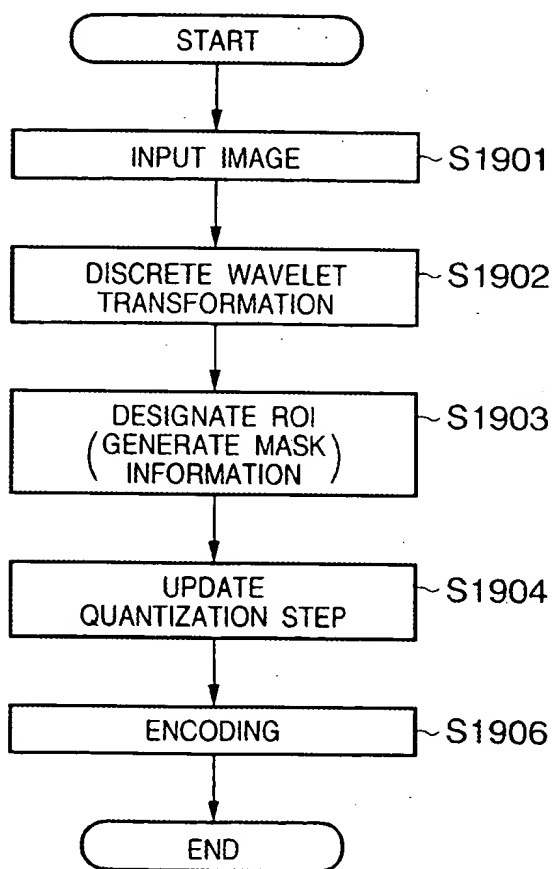 START
INPUT IMAGE
S1901
DISCRETE WAVELET
TRANSFORMATION
S1902
DESIGNATE ROI
(GENERATE MASK
INFORMATION)
S1903
UPDATE
QUANTIZATION STEP
S1904
ENCODING
S1906
END